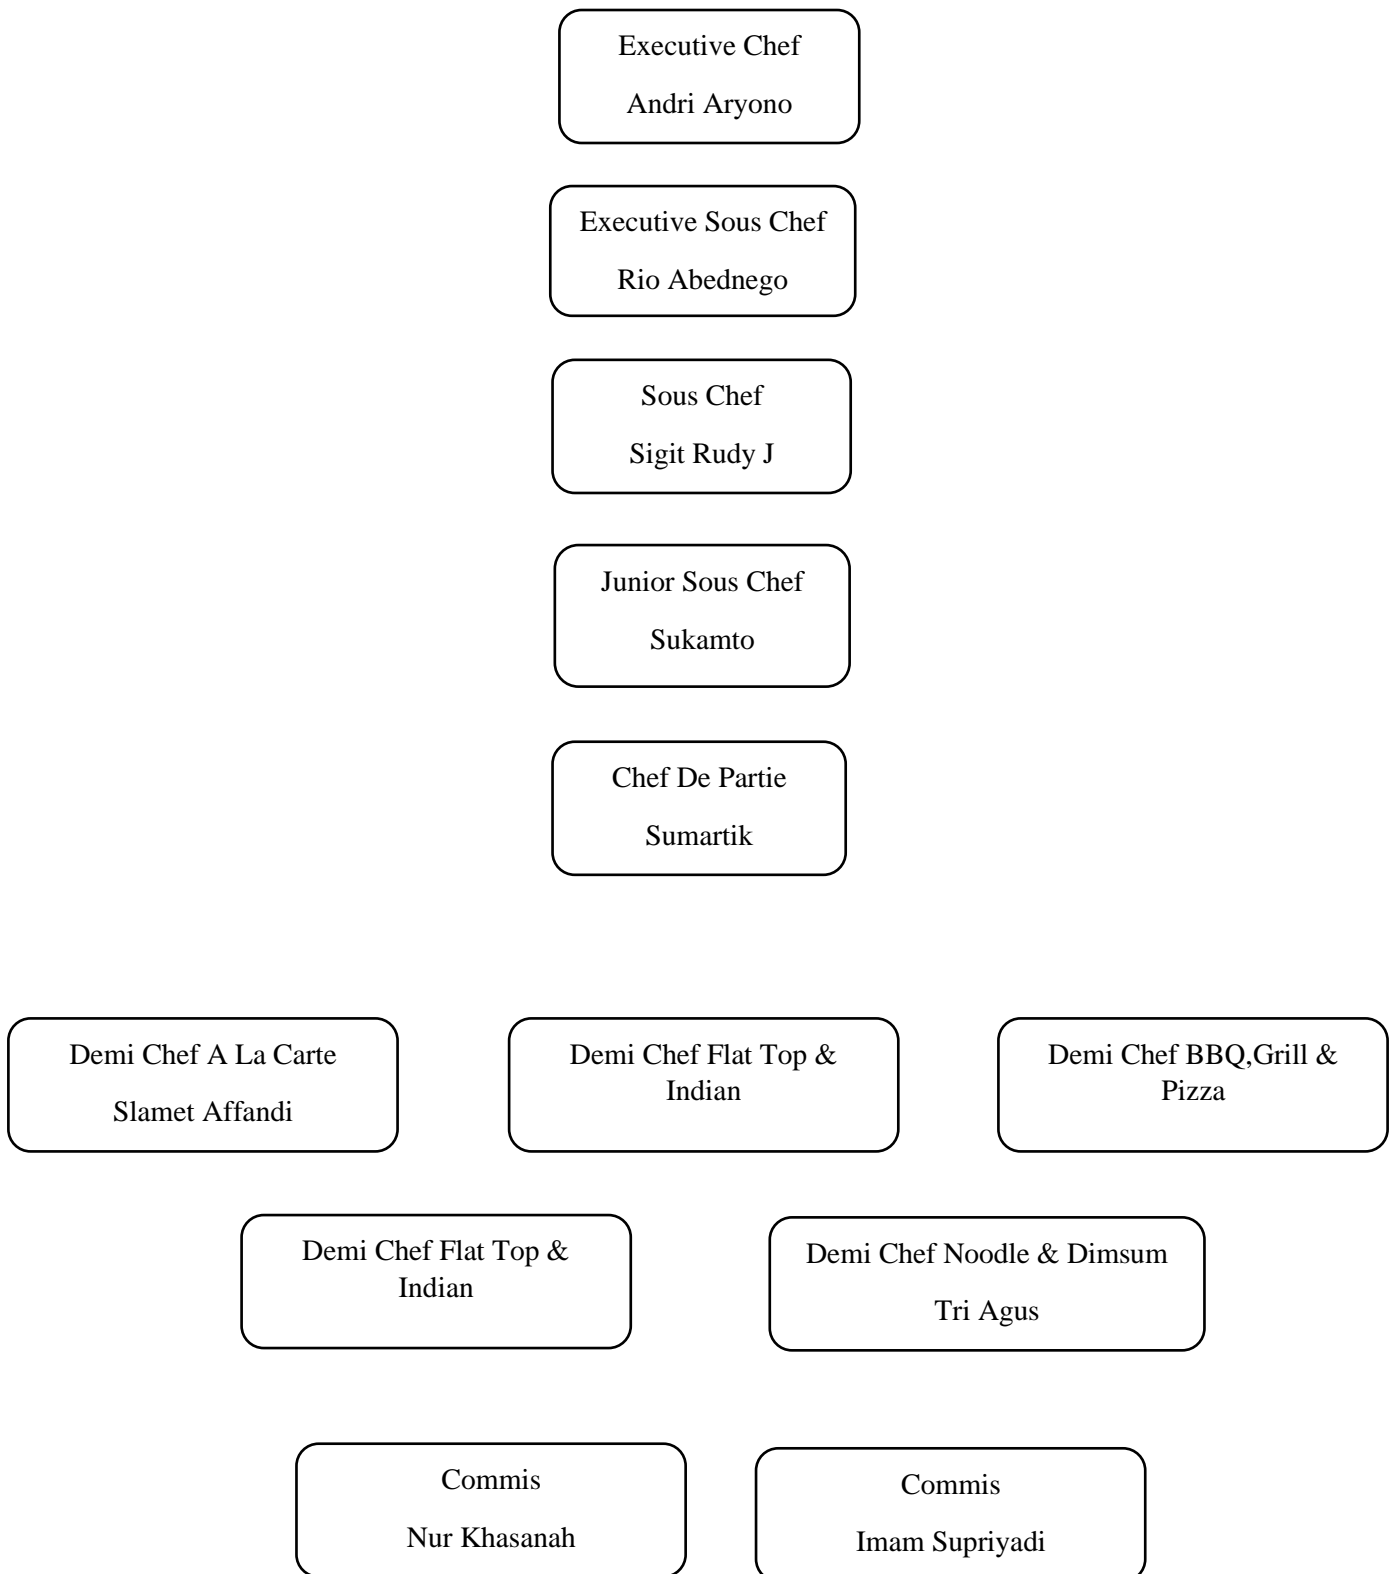 Executive Chef
Andri Aryono
Executive Sous Chef
Rio Abednego
Sous Chef
Sigit Rudy J
Junior Sous Chef
Sukamto
Chef De Partie
Sumartik
Demi Chef A La Carte
Slamet Affandi
Demi Chef Flat Top &
Indian
Demi Chef BBQ,Grill &
Pizza
Demi Chef Flat Top &
Indian
Demi Chef Noodle & Dimsum
Tri Agus
Commis
Nur Khasanah
Commis
Imam Supriyadi